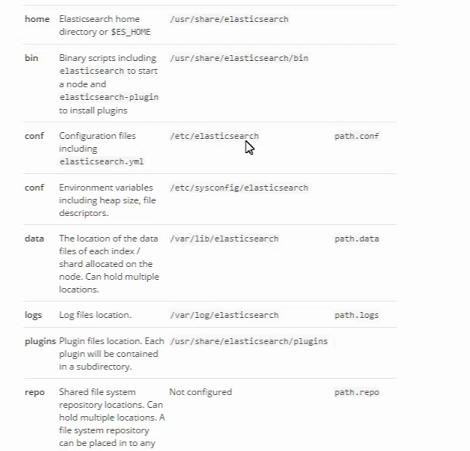 home Elasticsearch home /usr/share/elasticsearch
directory or $ES_HOME
bin Binary scripts including /usr/share/elasticsearch/bin
elasticsearch to start
a node and
elasticsearch-plugin
to install plugins
conf Configuration files /etc/elasticsearch path.conf
including
elasticsearch.yml
conf Environment variables /etc/sysconfig/elasticsearch
including heap size, file
descriptors.
data The location of the data /var/lib/elasticsearch path.data
files of each index /
shard allocated on the
node. Can hold multiple
locations.
logs Log files location. /var/log/elasticsearch path.logs
plugins Plugin files location. Each /usr/share/elasticsearch/plugins
plugin will be contained
in a subdirectory.
repo Shared file system Not configured path.repo
repository locations. Can
hold multiple locations. A
file system repository
can be placed in to any